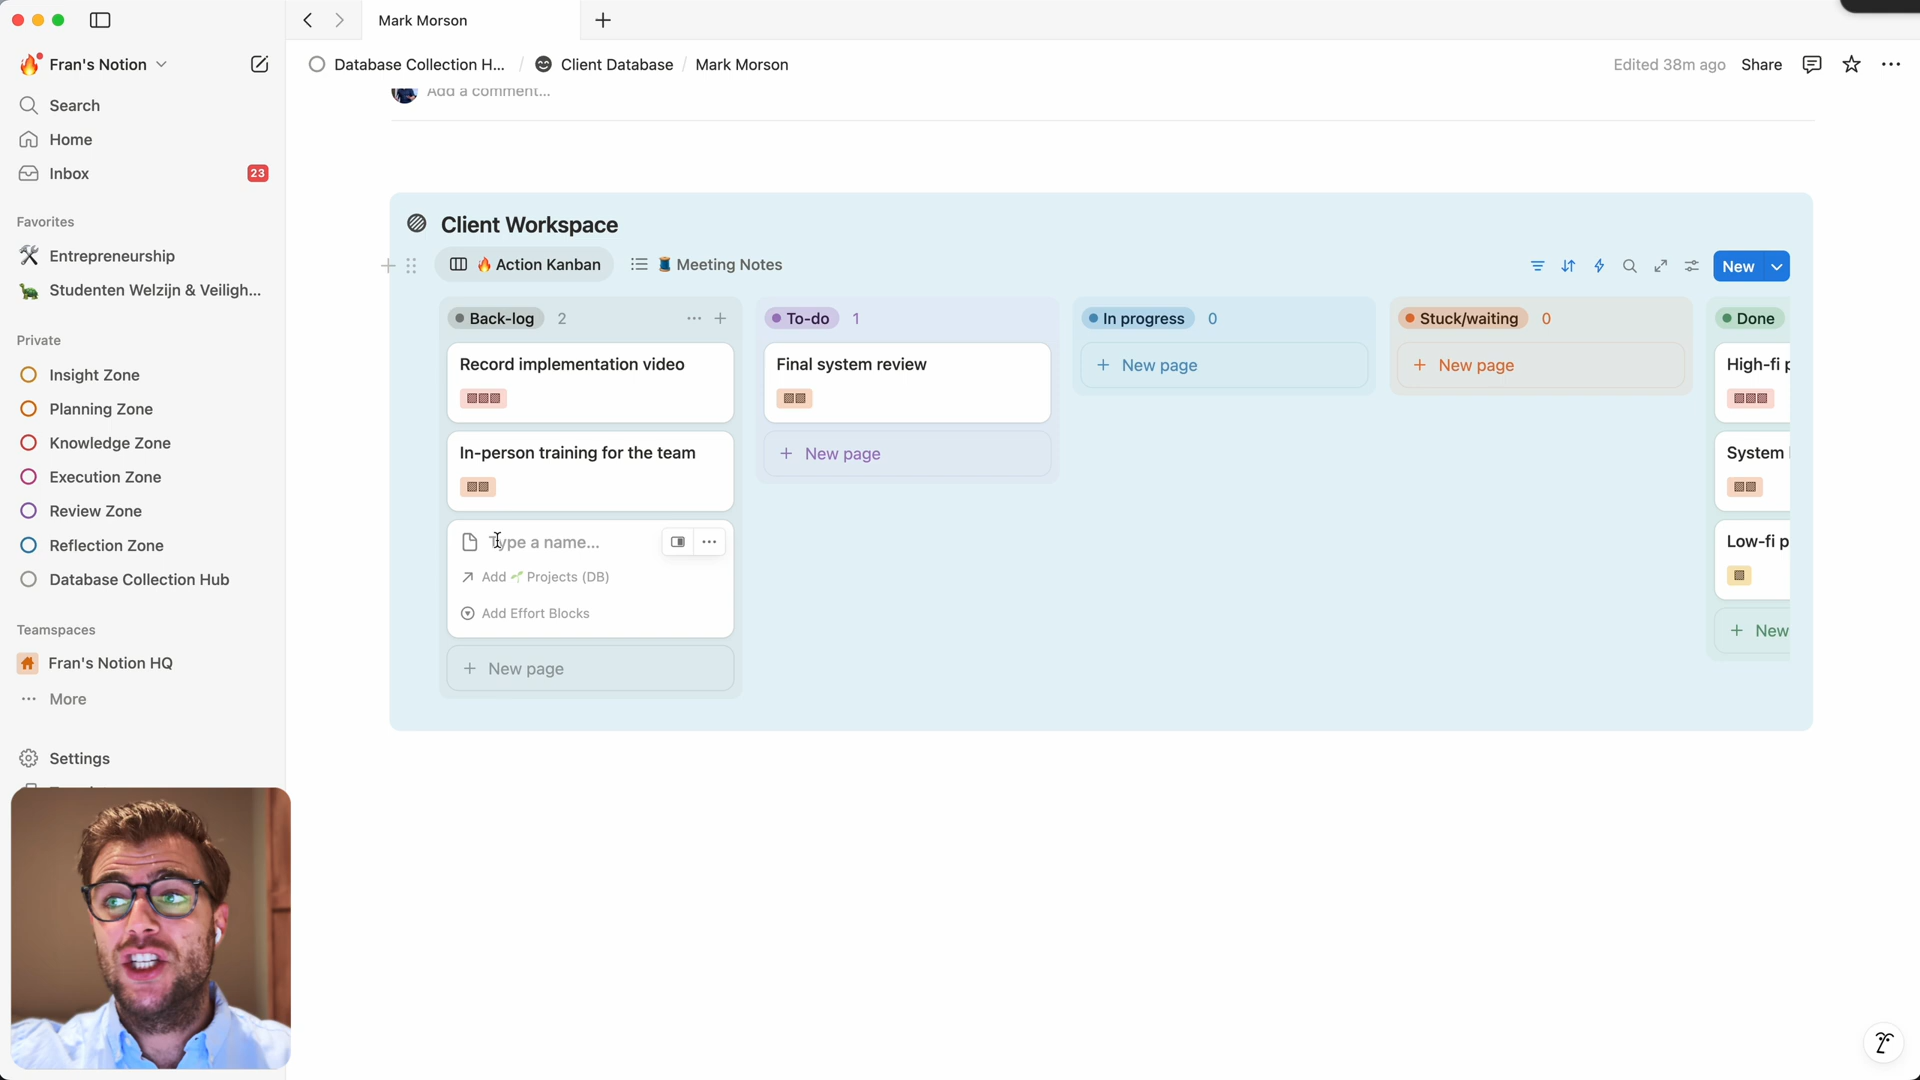 Mark Morson
Fran's Notion
Database Collection H... / Client Database / Mark Morson
Edited 38m ago
Share
Search
Home
Inbox
23
Favorites
Entrepreneurship
Studenten Welzijn & Veiligh...
Private
Insight Zone
Planning Zone
Knowledge Zone
Execution Zone
Review Zone
Reflection Zone
Database Collection Hub
Teamspaces
Fran's Notion HQ
More
Settings
Add a comment...
Client Workspace
Action Kanban
Meeting Notes
New
Back-log 2
Record implementation video
In-person training for the team
Type a name...
Add Projects (DB)
Add Effort Blocks
New page
To-do 1
Final system review
New page
In progress 0
New page
Stuck/waiting 0
New page
Done
High-fi p
System
Low-fi p
New